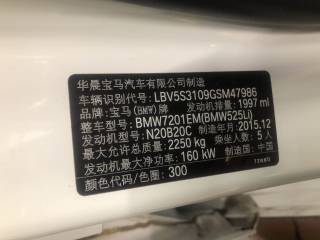 华晨宝马汽车有限公司制造
车辆识别代号: LBV5S3109GSM47986
发动机排量: 1997 ml
品牌: 宝马(BMW)牌
型号: BMW7201EM(BMW525Li)
发动机型号: N20B20C 制造年月: 2015.12
最大允许总质量: 2250 kg 乘坐人数: 5人
发动机最大净功率: 160 kW 制造国: 中国
颜色代码/色圈: 300